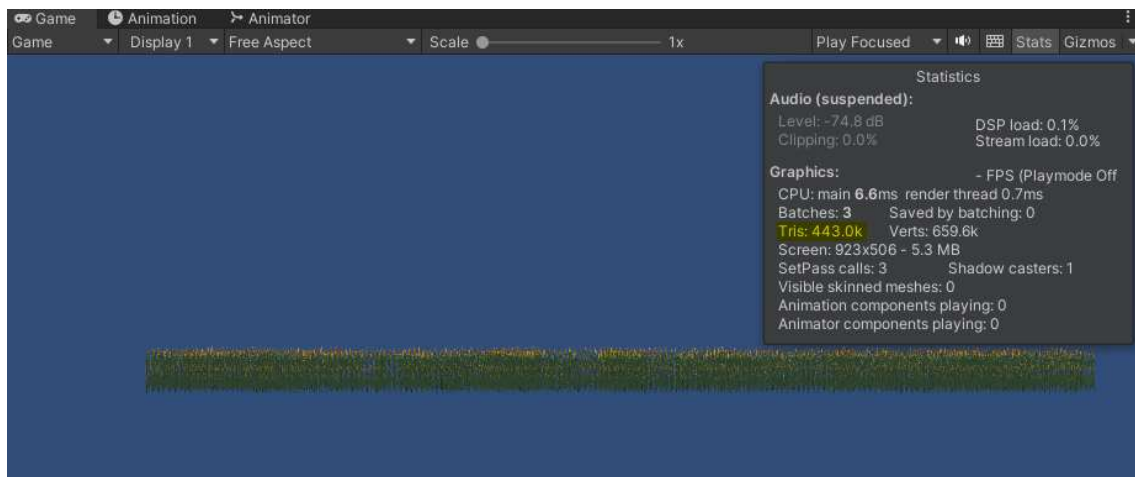 Game Animation Animator
Game Display 1 Free Aspect Scale 1x Play Focused Stats Gizmos
Statistics
Audio (suspended):
Level: -74.8 dB DSP load: 0.1%
Clipping: 0.0% Stream load: 0.0%
Graphics: - FPS (Playmode Off
CPU: main 6.6ms render thread 0.7ms
Batches: 3 Saved by batching: 0
Tris: 443.0k Verts: 659.6k
Screen: 923x506 - 5.3 MB
SetPass calls: 3 Shadow casters: 1
Visible skinned meshes: 0
Animation components playing: 0
Animator components playing: 0